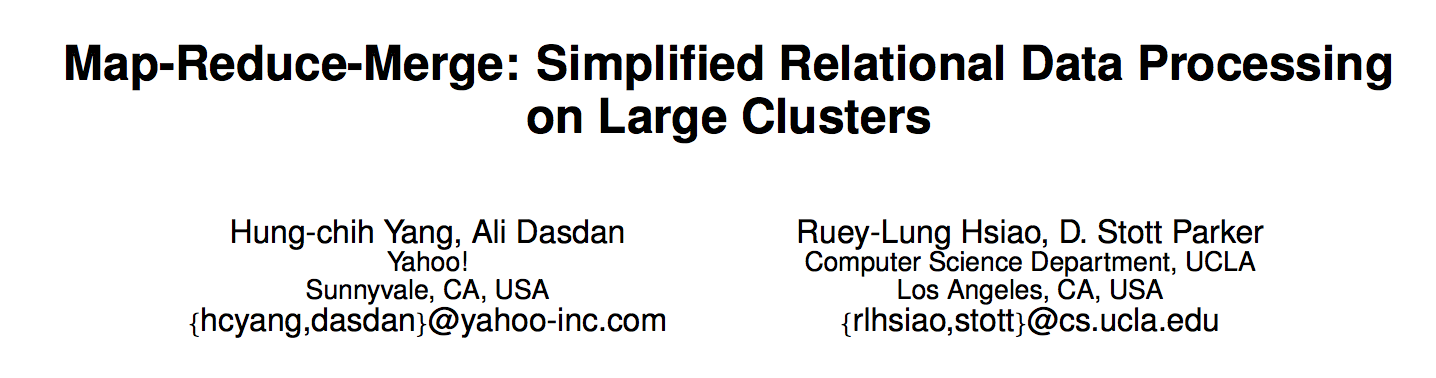 Map-Reduce-Merge: Simplified Relational Data Processing
on Large Clusters
Hung-chih Yang, Ali Dasdan
Yahoo!
Sunnyvale, CA, USA
{hcyang,dasdan}@yahoo-inc.com
Ruey-Lung Hsiao, D. Stott Parker
Computer Science Department, UCLA
Los Angeles, CA, USA
{rlhsiao,stott}@cs.ucla.edu